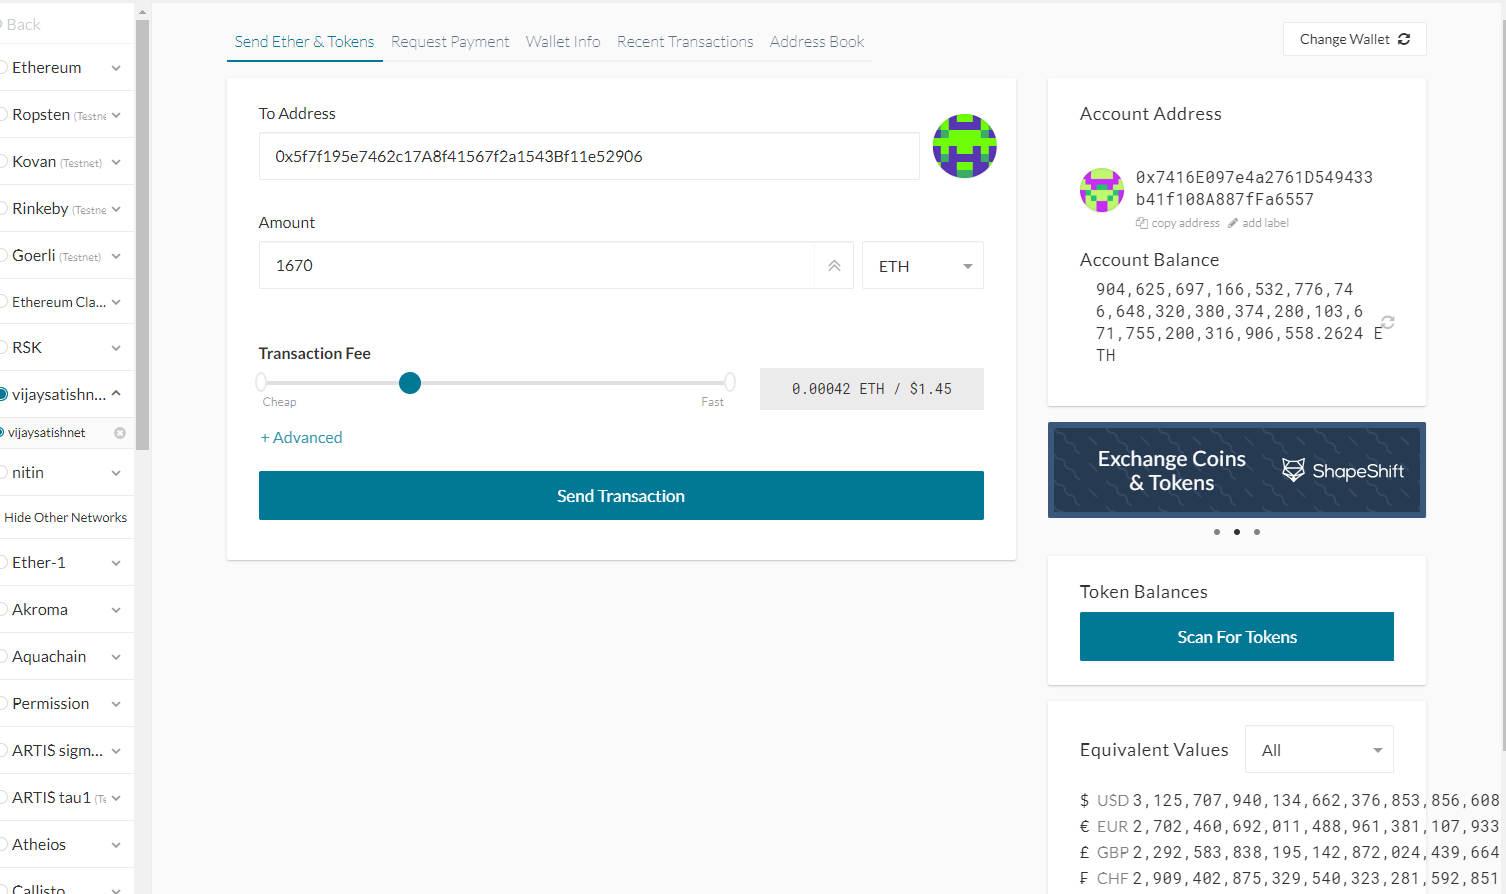 Back
Ethereum
Ropsten (Testne
Kovan (Testnet)
Rinkeby (Testne
Goerli (Testnet)
Ethereum Cla...
RSK
vijaysatishn...
vijaysatishnet
nitin
Hide Other Networks
Ether-1
Akroma
Aquachain
Permission
ARTIS sigm...
ARTIS tau1 (Te
Atheios
Callisto
Send Ether & Tokens
Request Payment
Wallet Info
Recent Transactions
Address Book
Change Wallet
To Address
0x5f7f195e7462c17A8f41567f2a1543Bf11e52906
Amount
1670
ETH
Transaction Fee
Cheap
Fast
0.00042 ETH / $1.45
+ Advanced
Send Transaction
Account Address
0x7416E097e4a2761D549433
b41f108A887fFa6557
copy address
add label
Account Balance
904,625,697,166,532,776,74
6,648,320,380,374,280,103,6
71,755,200,316,906,558.2624 E
TH
Exchange Coins
& Tokens
ShapeShift
Token Balances
Scan For Tokens
Equivalent Values
All
$ USD 3,125,707,940,134,662,376,853,856,608
€ EUR 2,702,460,692,011,488,961,381,107,933
£ GBP 2,292,583,838,195,142,872,024,439,664
₣ CHF 2,909,402,875,329,540,323,281,592,851